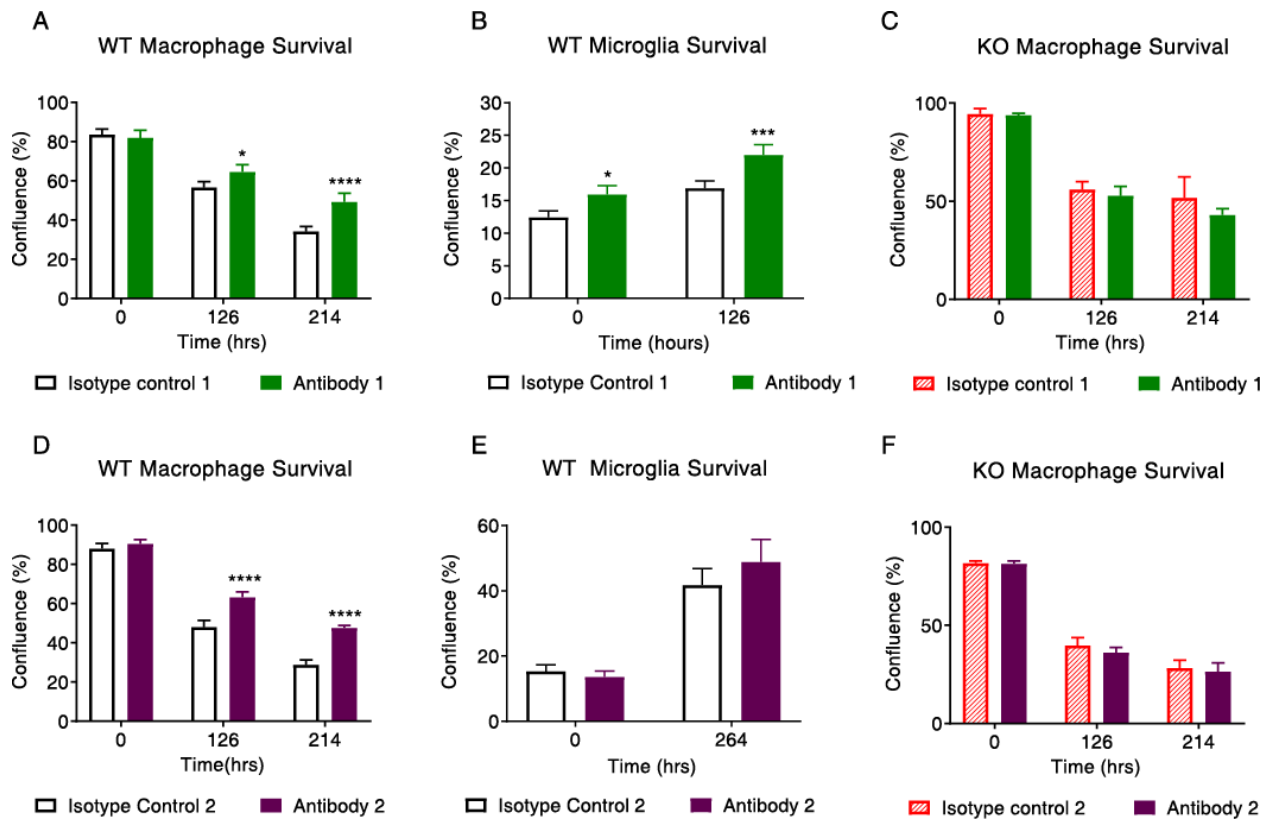 A
WT Macrophage Survival
Confluence (%)
100
80
60
40
20
0
*
****
0 126 214
Time (hrs)
Isotype control 1 Antibody 1
B
WT Microglia Survival
Confluence (%)
30
25
20
15
10
5
0
*
***
0 126
Time (hours)
Isotype Control 1 Antibody 1
C
KO Macrophage Survival
Confluence (%)
100
50
0
0 126 214
Time (hrs)
Isotype control 1 Antibody 1
D
WT Macrophage Survival
Confluence (%)
100
80
60
40
20
0
****
****
0 126 214
Time(hrs)
Isotype Control 2 Antibody 2
E
WT Microglia Survival
Confluence (%)
60
40
20
0
0 264
Time (hrs)
Isotype Control 2 Antibody 2
F
KO Macrophage Survival
Confluence (%)
100
50
0
0 126 214
Time (hrs)
Isotype control 2 Antibody 2